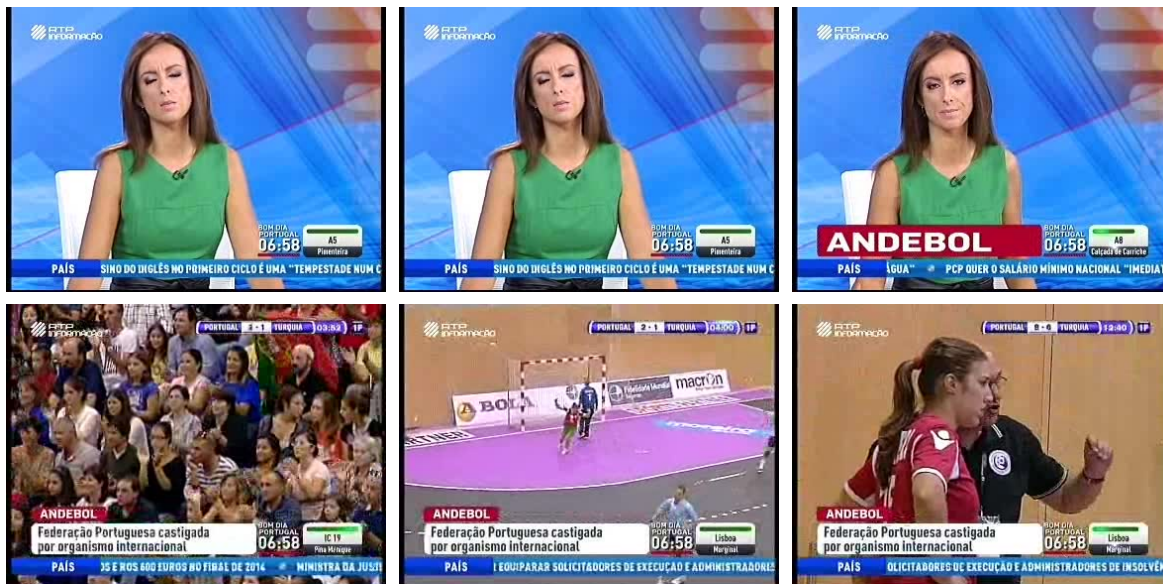 RTP
INFORMAÇÃO
BOM DIA
PORTUGAL
06:58
A5
Pimenteira
PAÍS
SINO DO INGLÊS NO PRIMEIRO CICLO É UMA "TEMPESTADE NUM C
RTP
INFORMAÇÃO
BOM DIA
PORTUGAL
06:58
A5
Pimenteira
PAÍS
SINO DO INGLÊS NO PRIMEIRO CICLO É UMA "TEMPESTADE NUM C
RTP
INFORMAÇÃO
ANDEBOL
BOM DIA
PORTUGAL
06:58
A8
Calçada de Carriche
PAÍS
ÁGUA" PCP QUER O SALÁRIO MÍNIMO NACIONAL "IMEDIAT
RTP
INFORMAÇÃO
PORTUGAL 2 - 1 TURQUIA 03:52 1P
ANDEBOL
Federação Portuguesa castigada
por organismo internacional
BOM DIA
PORTUGAL
06:58
IC 19
Pina Manique
PAÍS
OS E ROS 600 EUROS NO FINAL DE 2014 MINISTRA DA JUSTI
RTP
INFORMAÇÃO
PORTUGAL 2 - 1 TURQUIA 04:00 1P
A BOLA
Fidelidade Mundial
macron
ARTNER
ANDEBOL
Federação Portuguesa castigada
por organismo internacional
BOM DIA
PORTUGAL
06:58
Lisboa
Marginal
PAÍS
EQUIPARAR SOLICITADORES DE EXECUÇÃO E ADMINISTRADORES
RTP
INFORMAÇÃO
PORTUGAL 8 - 6 TURQUIA 12:40 1P
ANDEBOL
Federação Portuguesa castigada
por organismo internacional
BOM DIA
PORTUGAL
06:58
Lisboa
Marginal
PAÍS
OLICITADORES DE EXECUÇÃO E ADMINISTRADORES DE INSOLVÊN